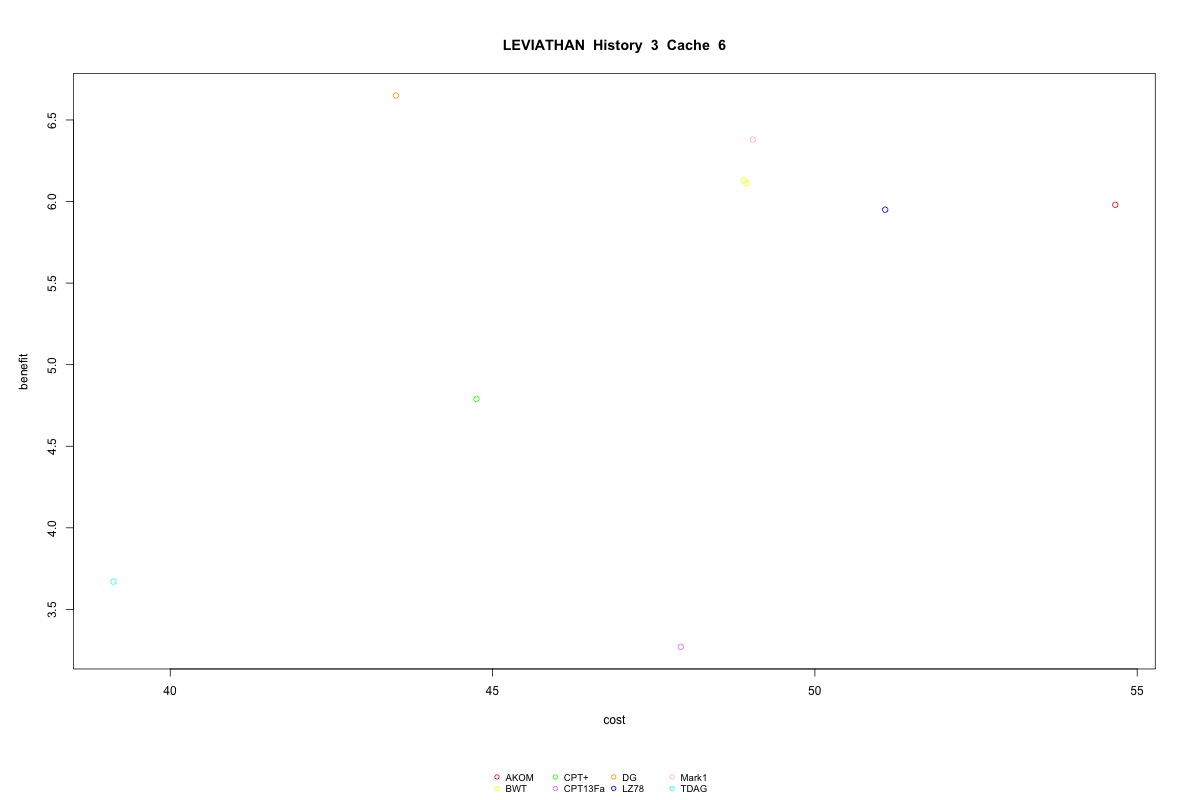 LEVIATHAN History 3 Cache 6
benefit
6.5
6.0
5.5
5.0
4.5
4.0
3.5
40 45 50 55
cost
AKOM CPT+ DG Mark1
BWT CPT13Fa LZ78 TDAG